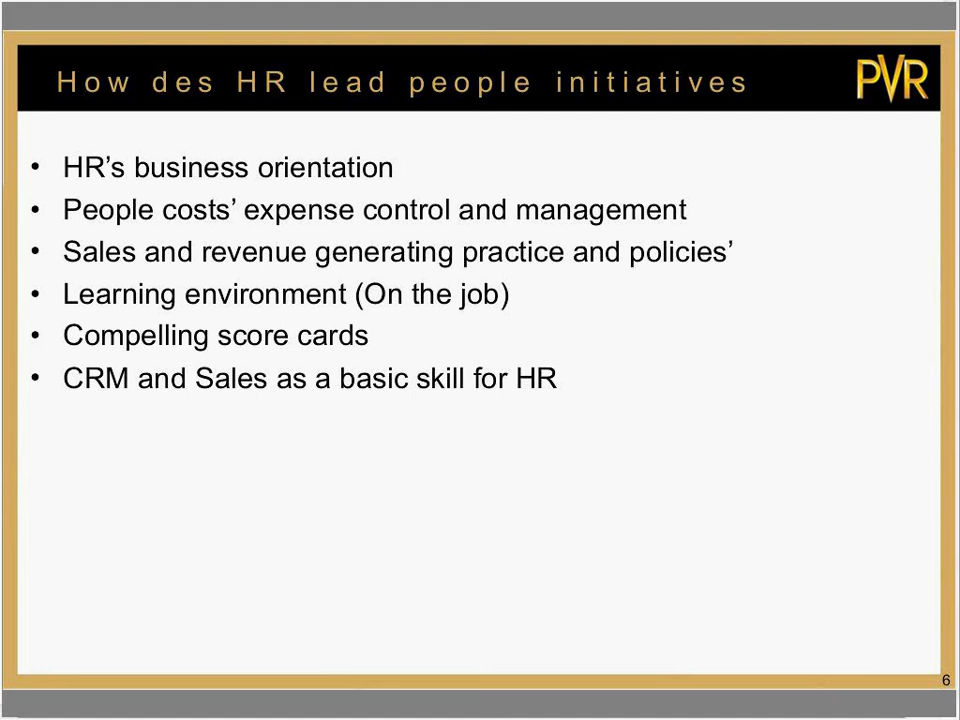 How des HR lead people initiatives
PVR
• HR’s business orientation
• People costs’ expense control and management
• Sales and revenue generating practice and policies’
• Learning environment (On the job)
• Compelling score cards
• CRM and Sales as a basic skill for HR
6